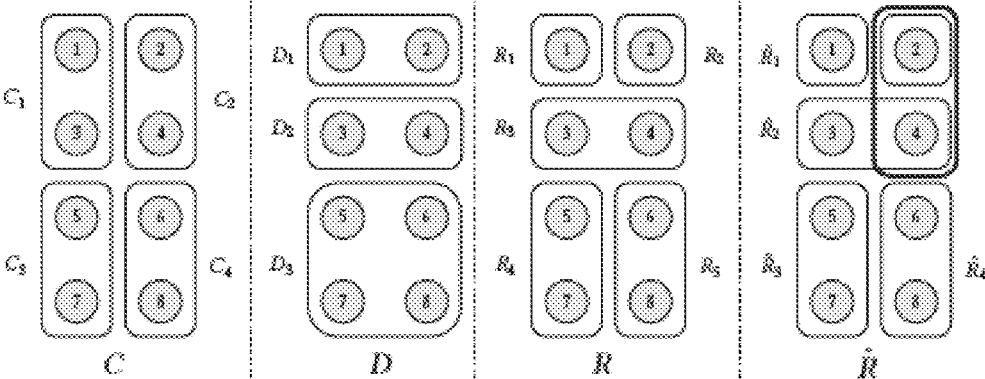 1 2
C₁ C₂
3 4
5 6
C₃ C₄
7 8
C
D₁ 1 2
D₂ 3 4
5 6
D₃
7 8
D
R₁ 1 2 R₂
R₃ 3 4
5 6
R₄ R₅
7 8
R
R̂₁ 1 2
R̂₂ 3 4
5 6
R̂₃ R̂₄
7 8
R̂